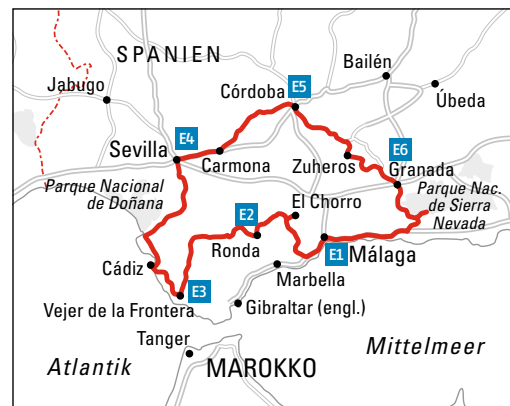 SPANIEN
Bailén
Jabugo
E5
Córdoba
Úbeda
E4
Sevilla
Carmona
Zuheros
E6
Granada
Parque Nacional
de Doñana
Parque Nac.
de Sierra
Nevada
El Chorro
E2
Ronda
E1
Málaga
Cádiz
Marbella
E3
Vejer de la Frontera
Gibraltar (engl.)
Tanger
Atlantik
MAROKKO
Mittelmeer